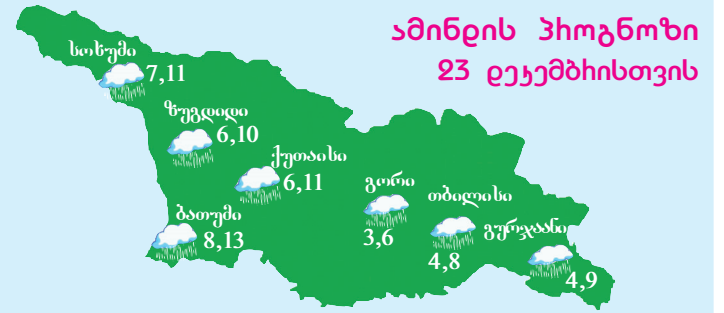 ამინდის პროგნოზი
23 დეკემბრისთვის
სოხუმი
7,11
ზუგდიდი
6,10
ქუთაისი
6,11
ბათუმი
8,13
გორი
3,6
თბილისი
4,8
გურჯაანი
4,9